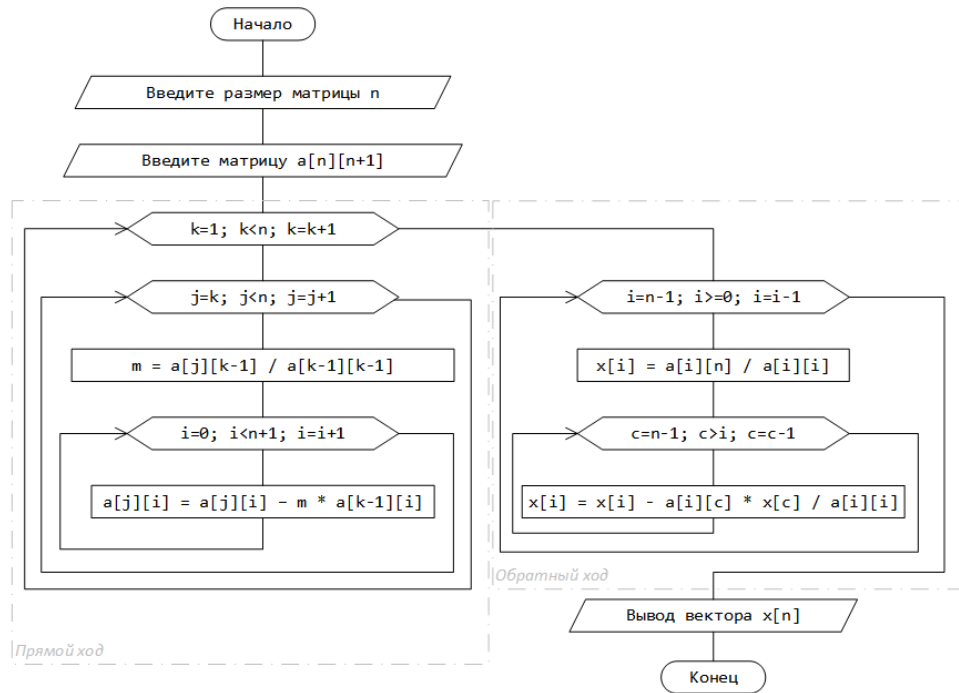 Начало
Введите размер матрицы n
Введите матрицу a[n][n+1]
k=1; k<n; k=k+1
j=k; j<n; j=j+1
m = a[j][k-1] / a[k-1][k-1]
i=0; i<n+1; i=i+1
a[j][i] = a[j][i] − m * a[k-1][i]
Прямой ход
i=n-1; i>=0; i=i-1
x[i] = a[i][n] / a[i][i]
c=n-1; c>i; c=c-1
x[i] = x[i] - a[i][c] * x[c] / a[i][i]
Обратный ход
Вывод вектора x[n]
Конец